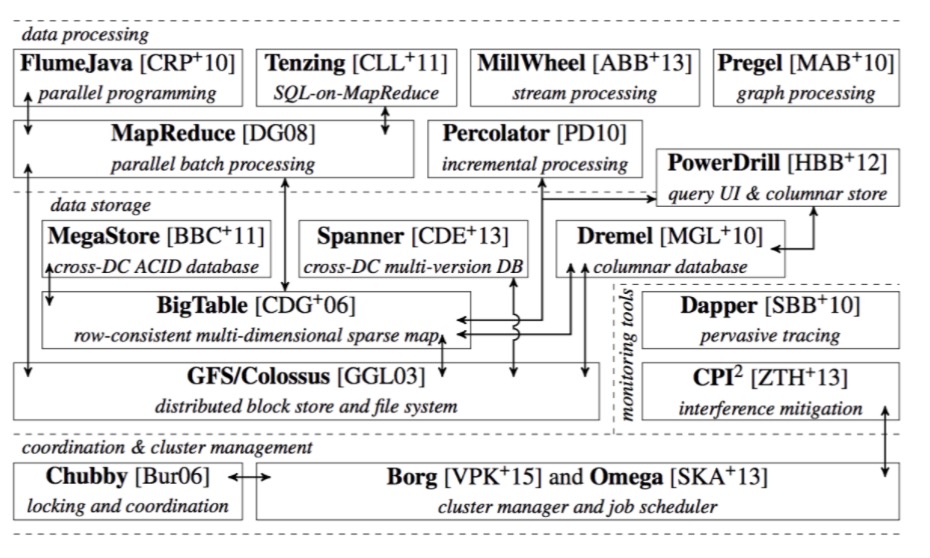 data processing
FlumeJava [CRP+10]
parallel programming
Tenzing [CLL+11]
SQL-on-MapReduce
MillWheel [ABB+13]
stream processing
Pregel [MAB+10]
graph processing
MapReduce [DG08]
parallel batch processing
Percolator [PD10]
incremental processing
PowerDrill [HBB+12]
query UI & columnar store
data storage
MegaStore [BBC+11]
cross-DC ACID database
Spanner [CDE+13]
cross-DC multi-version DB
Dremel [MGL+10]
columnar database
BigTable [CDG+06]
row-consistent multi-dimensional sparse map
GFS/Colossus [GGL03]
distributed block store and file system
monitoring tools
Dapper [SBB+10]
pervasive tracing
CPI² [ZTH+13]
interference mitigation
coordination & cluster management
Chubby [Bur06]
locking and coordination
Borg [VPK+15] and Omega [SKA+13]
cluster manager and job scheduler